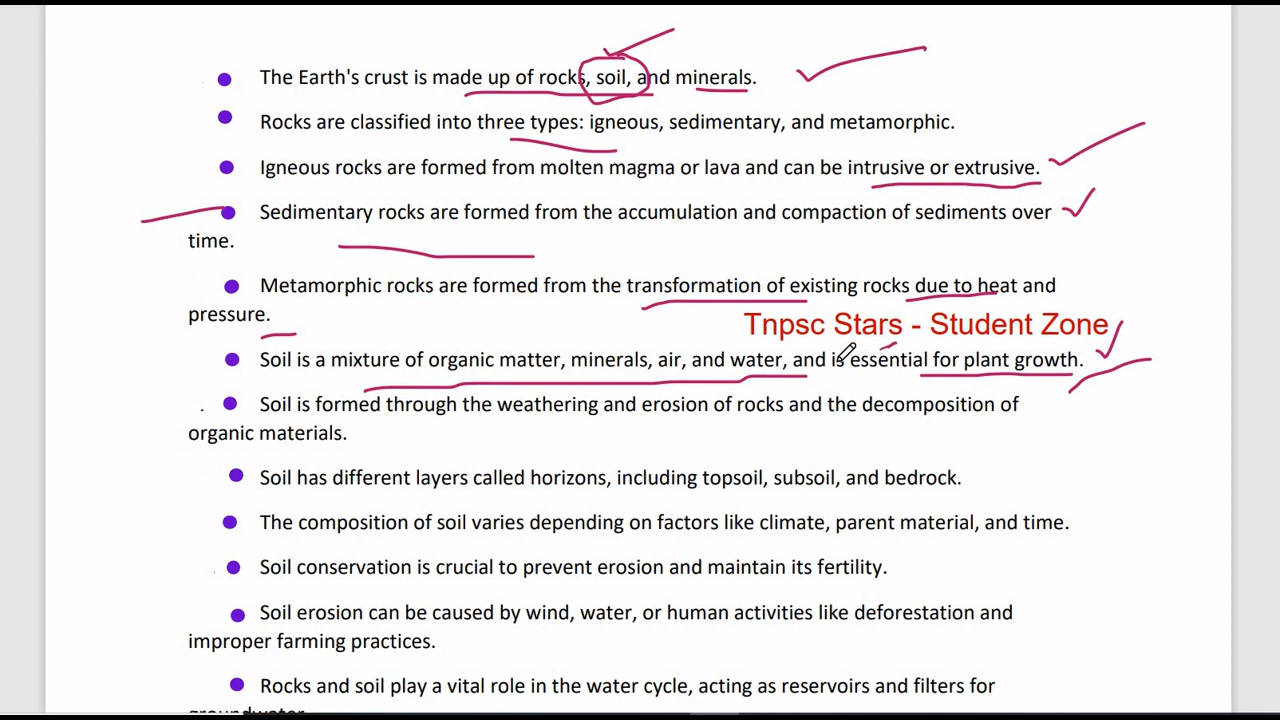 The Earth's crust is made up of rocks, soil, and minerals.
Rocks are classified into three types: igneous, sedimentary, and metamorphic.
Igneous rocks are formed from molten magma or lava and can be intrusive or extrusive.
Sedimentary rocks are formed from the accumulation and compaction of sediments over
time.
Metamorphic rocks are formed from the transformation of existing rocks due to heat and
pressure.
Tnpsc Stars - Student Zone
Soil is a mixture of organic matter, minerals, air, and water, and is essential for plant growth.
Soil is formed through the weathering and erosion of rocks and the decomposition of
organic materials.
Soil has different layers called horizons, including topsoil, subsoil, and bedrock.
The composition of soil varies depending on factors like climate, parent material, and time.
Soil conservation is crucial to prevent erosion and maintain its fertility.
Soil erosion can be caused by wind, water, or human activities like deforestation and
improper farming practices.
Rocks and soil play a vital role in the water cycle, acting as reservoirs and filters for
groundwater.